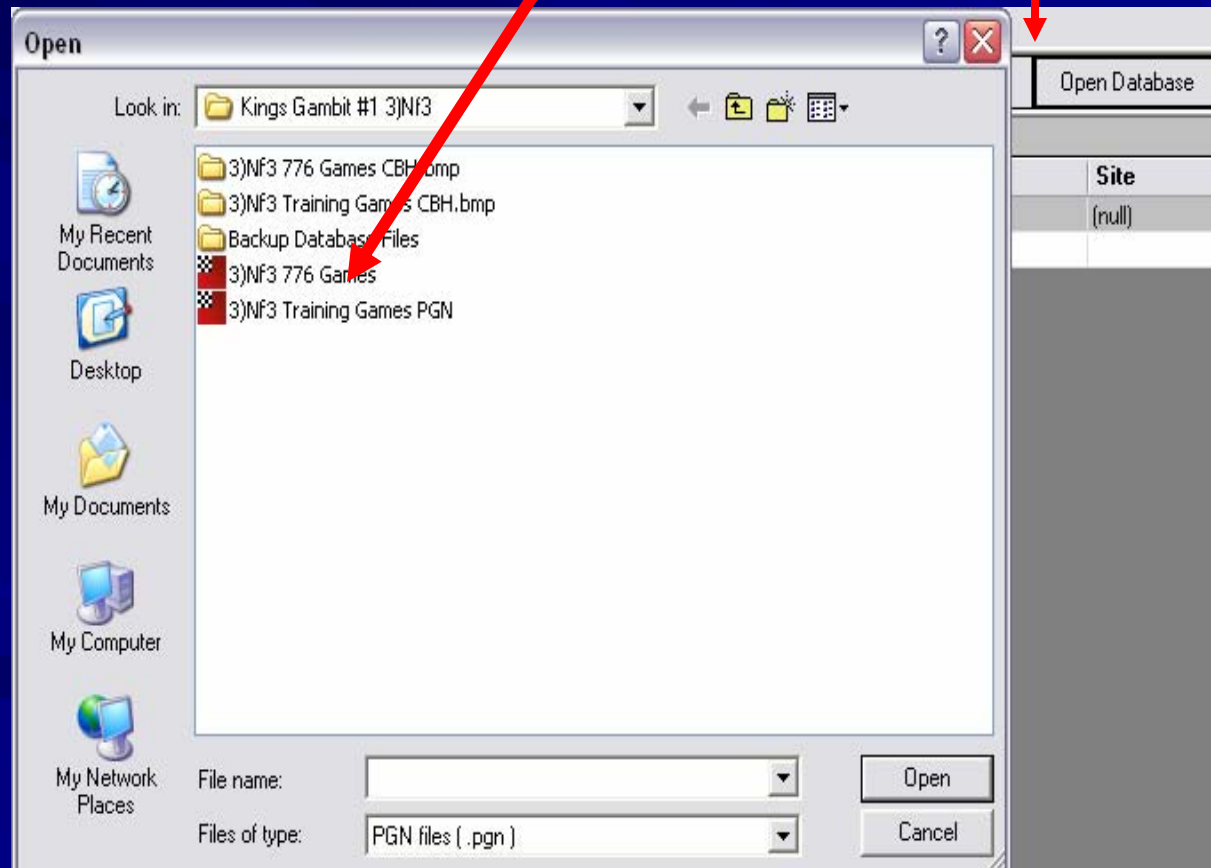 Open
Open Database
Look in: Kings Gambit #1 3)Nf3
Site
(null)
3)Nf3 776 Games CBH.bmp
3)Nf3 Training Games CBH.bmp
Backup Database Files
3)Nf3 776 Games
3)Nf3 Training Games PGN
My Recent
Documents
Desktop
My Documents
My Computer
My Network
Places
File name:
Open
Files of type: PGN files ( .pgn )
Cancel